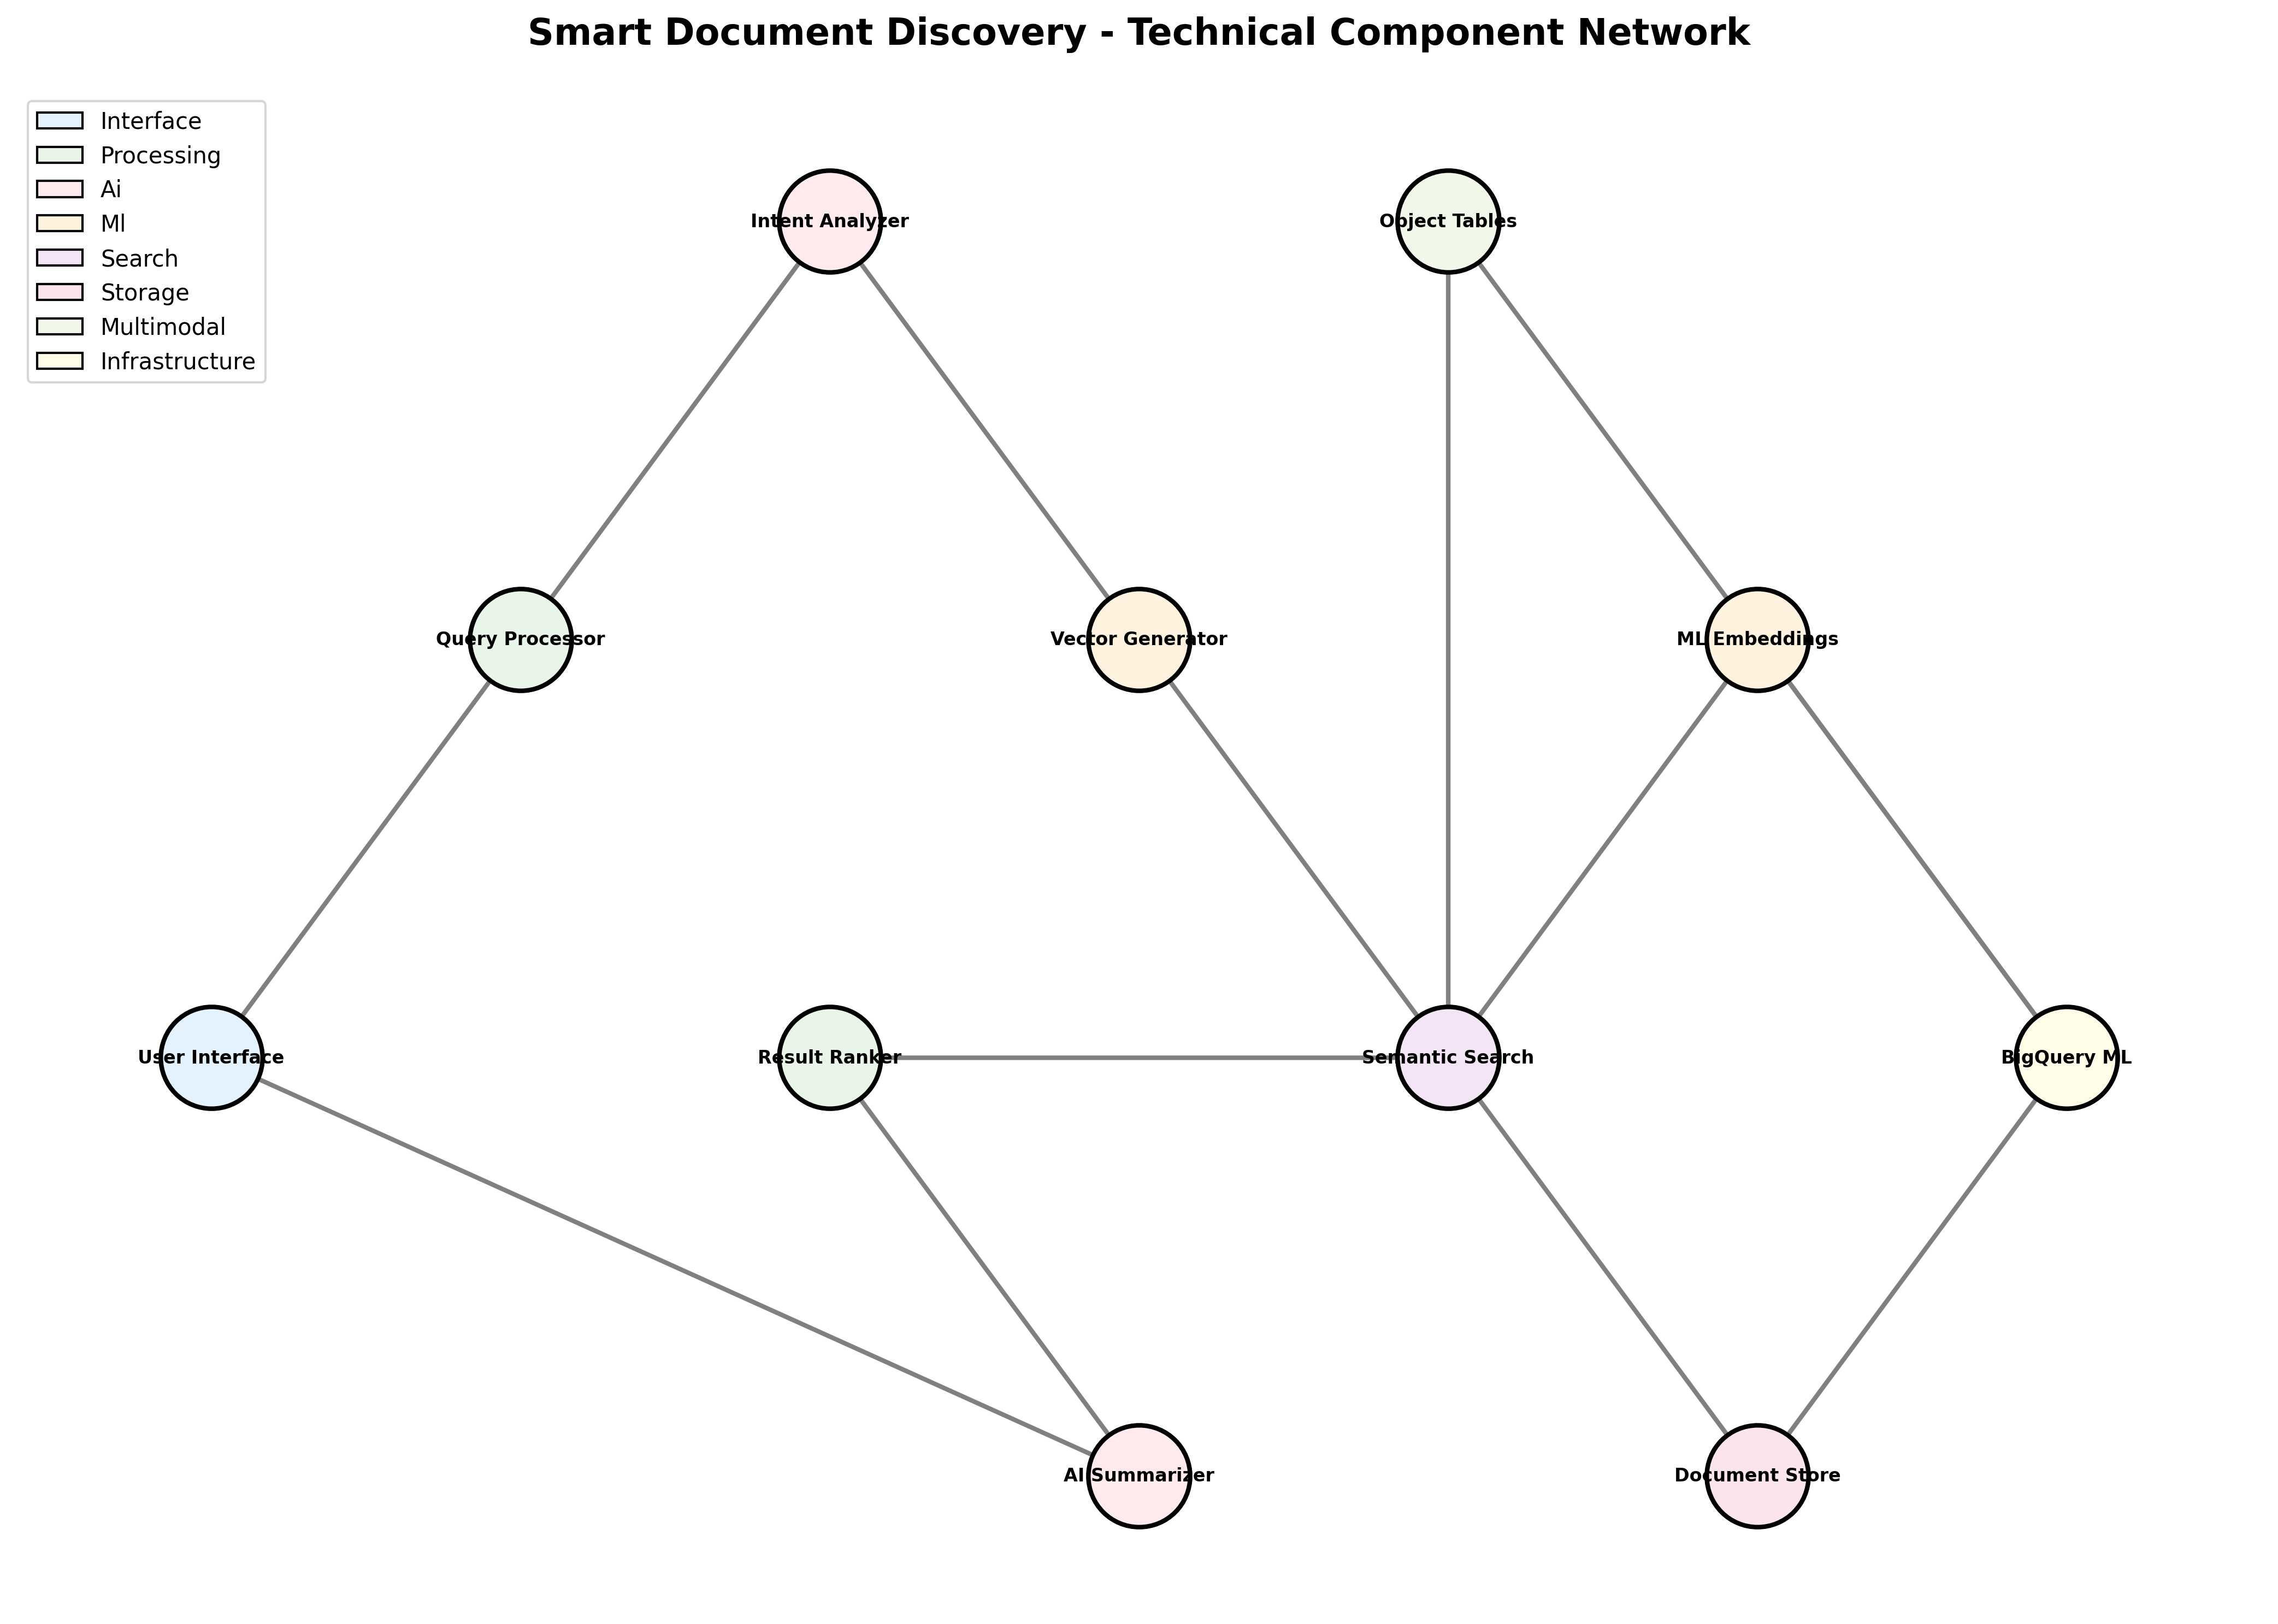 Smart Document Discovery - Technical Component Network
Interface
Processing
Ai
Ml
Search
Storage
Multimodal
Infrastructure
Intent Analyzer
Object Tables
Query Processor
Vector Generator
ML Embeddings
User Interface
Result Ranker
Semantic Search
BigQuery ML
AI Summarizer
Document Store